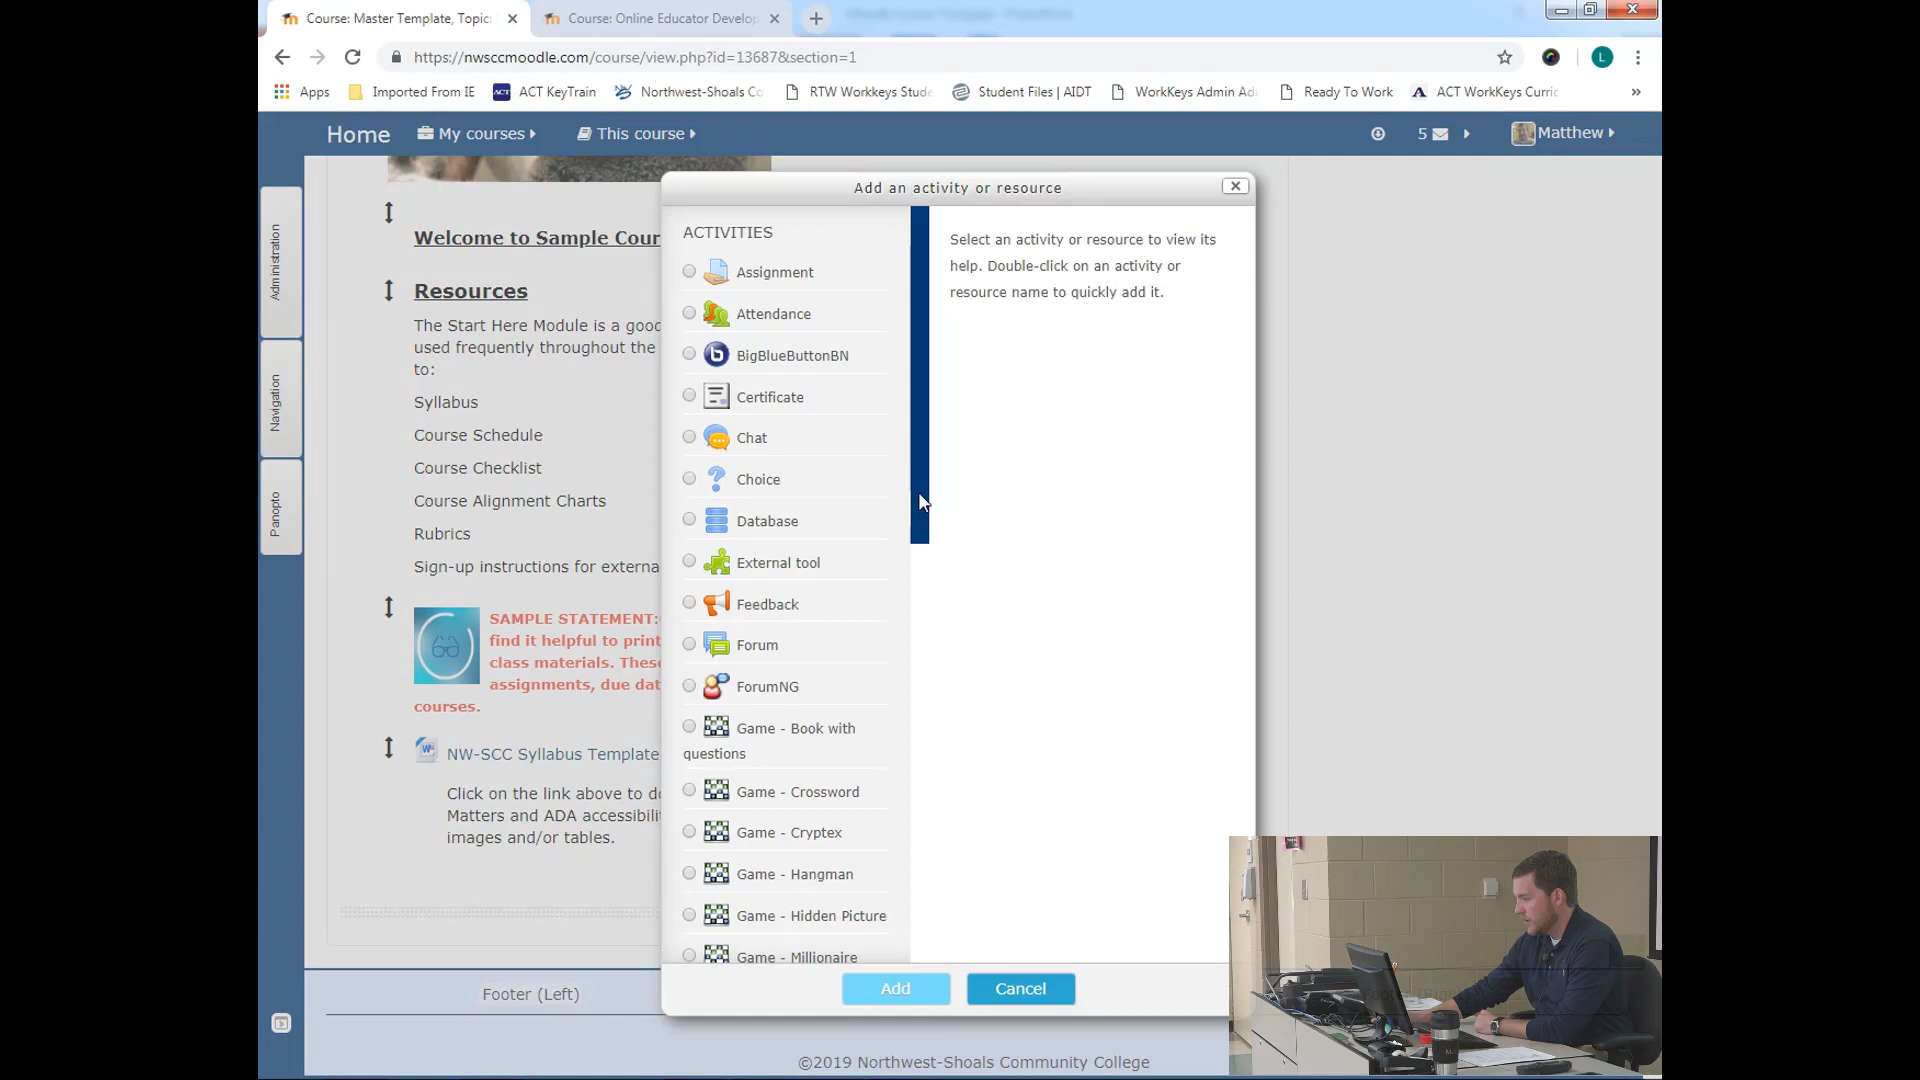 Course: Master Template, Topic:
Course: Online Educator Develop
https://nwsccmoodle.com/course/view.php?id=13687&section=1
L
Apps
Imported From IE
ACT
ACT KeyTrain
Northwest-Shoals Co
RTW Workkeys Stude
Student Files | AIDT
WorkKeys Admin Ad
Ready To Work
ACT WorkKeys Curric
»
Home
My courses
This course
5
Matthew
Administration
Navigation
Panopto
Welcome to Sample Cour
Resources
The Start Here Module is a good
used frequently throughout the
to:
Syllabus
Course Schedule
Course Checklist
Course Alignment Charts
Rubrics
Sign-up instructions for externa
SAMPLE STATEMENT:
find it helpful to print
class materials. These
assignments, due dat
courses.
NW-SCC Syllabus Template
Click on the link above to do
Matters and ADA accessibili
images and/or tables.
Add an activity or resource
ACTIVITIES
Assignment
Attendance
BigBlueButtonBN
Certificate
Chat
Choice
Database
External tool
Feedback
Forum
ForumNG
Game - Book with
questions
Game - Crossword
Game - Cryptex
Game - Hangman
Game - Hidden Picture
Game - Millionaire
Select an activity or resource to view its
help. Double-click on an activity or
resource name to quickly add it.
Add
Cancel
Footer (Left)
©2019 Northwest-Shoals Community College